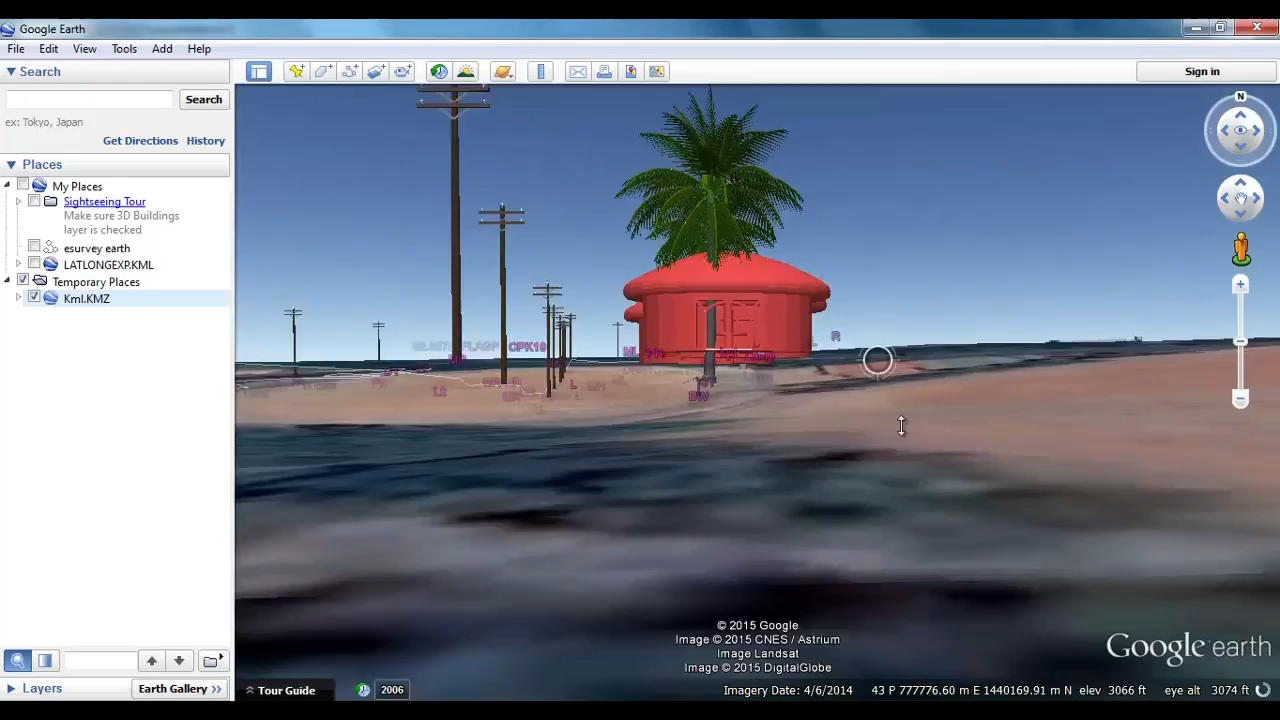 Google Earth
File Edit View Tools Add Help
Search
Sign in
Search
ex: Tokyo, Japan
Get Directions History
Places
My Places
Sightseeing Tour
Make sure 3D Buildings
layer is checked
esurvey earth
LATLONGEXP.KML
Temporary Places
Kml.KMZ
N
R
CPK19
L
BW
© 2015 Google
Image © 2015 CNES / Astrium
Image Landsat
Image © 2015 DigitalGlobe
Google earth
Layers
Earth Gallery >>
Tour Guide
2006
Imagery Date: 4/6/2014 43 P 777776.60 m E 1440169.91 m N elev 3066 ft eye alt 3074 ft